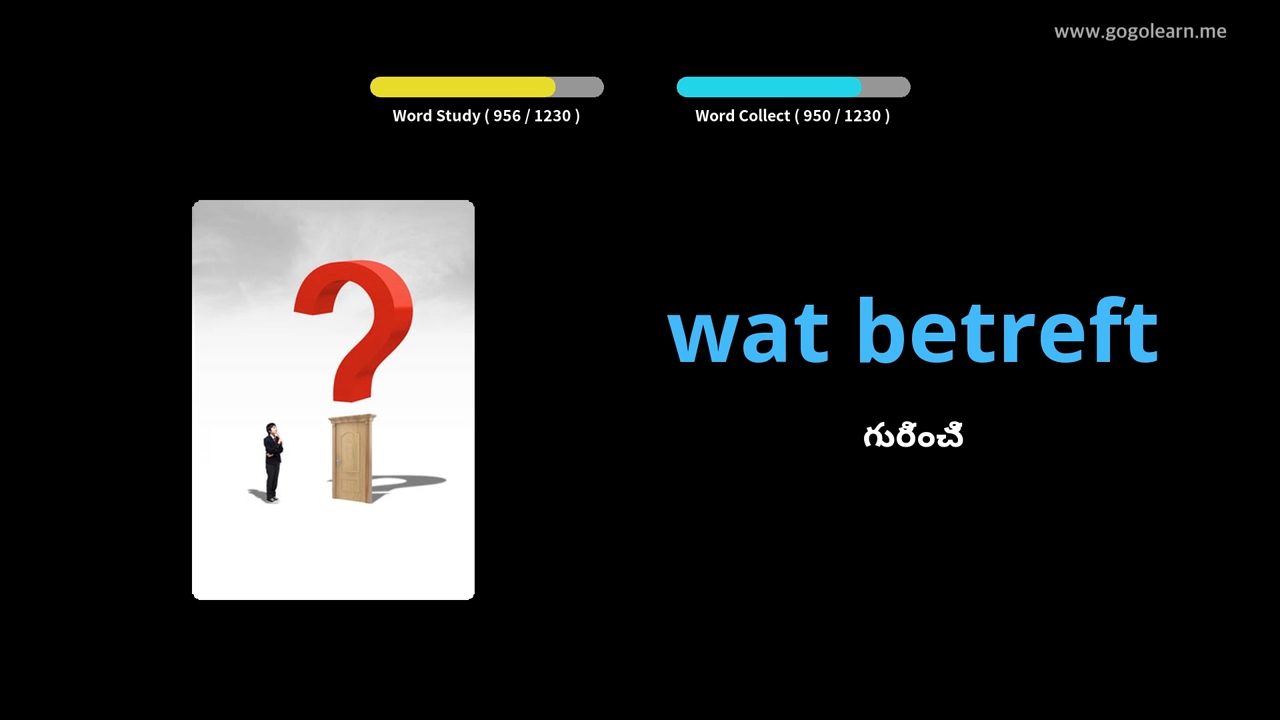 www.gogolearn.me
Word Study ( 956 / 1230 )
Word Collect ( 950 / 1230 )
wat betreft
గురించి